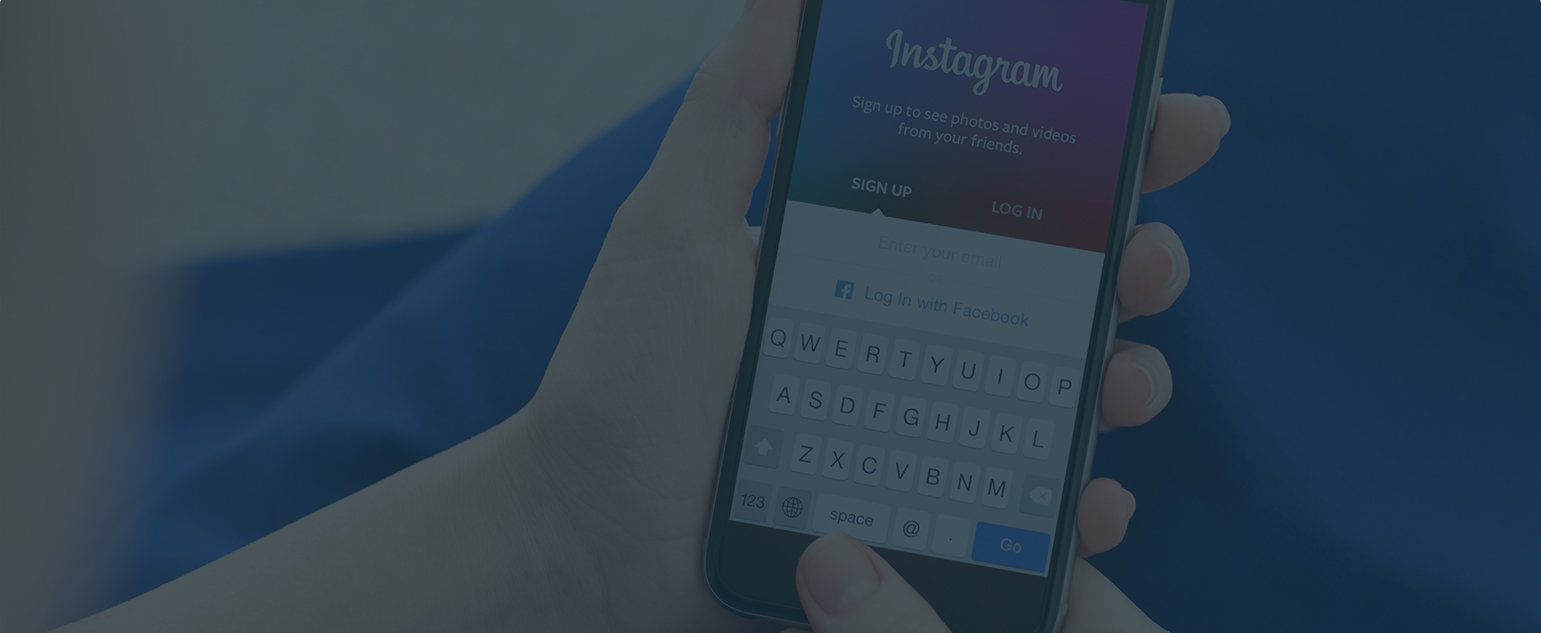 Instagram
Sign up to see photos and videos
from your friends.
SIGN UP LOG IN
Enter your email
OR
Log In with Facebook
Q W E R T Y U I O P
A S D F G H J K L
Z X C V B N M
123 space @ . Go